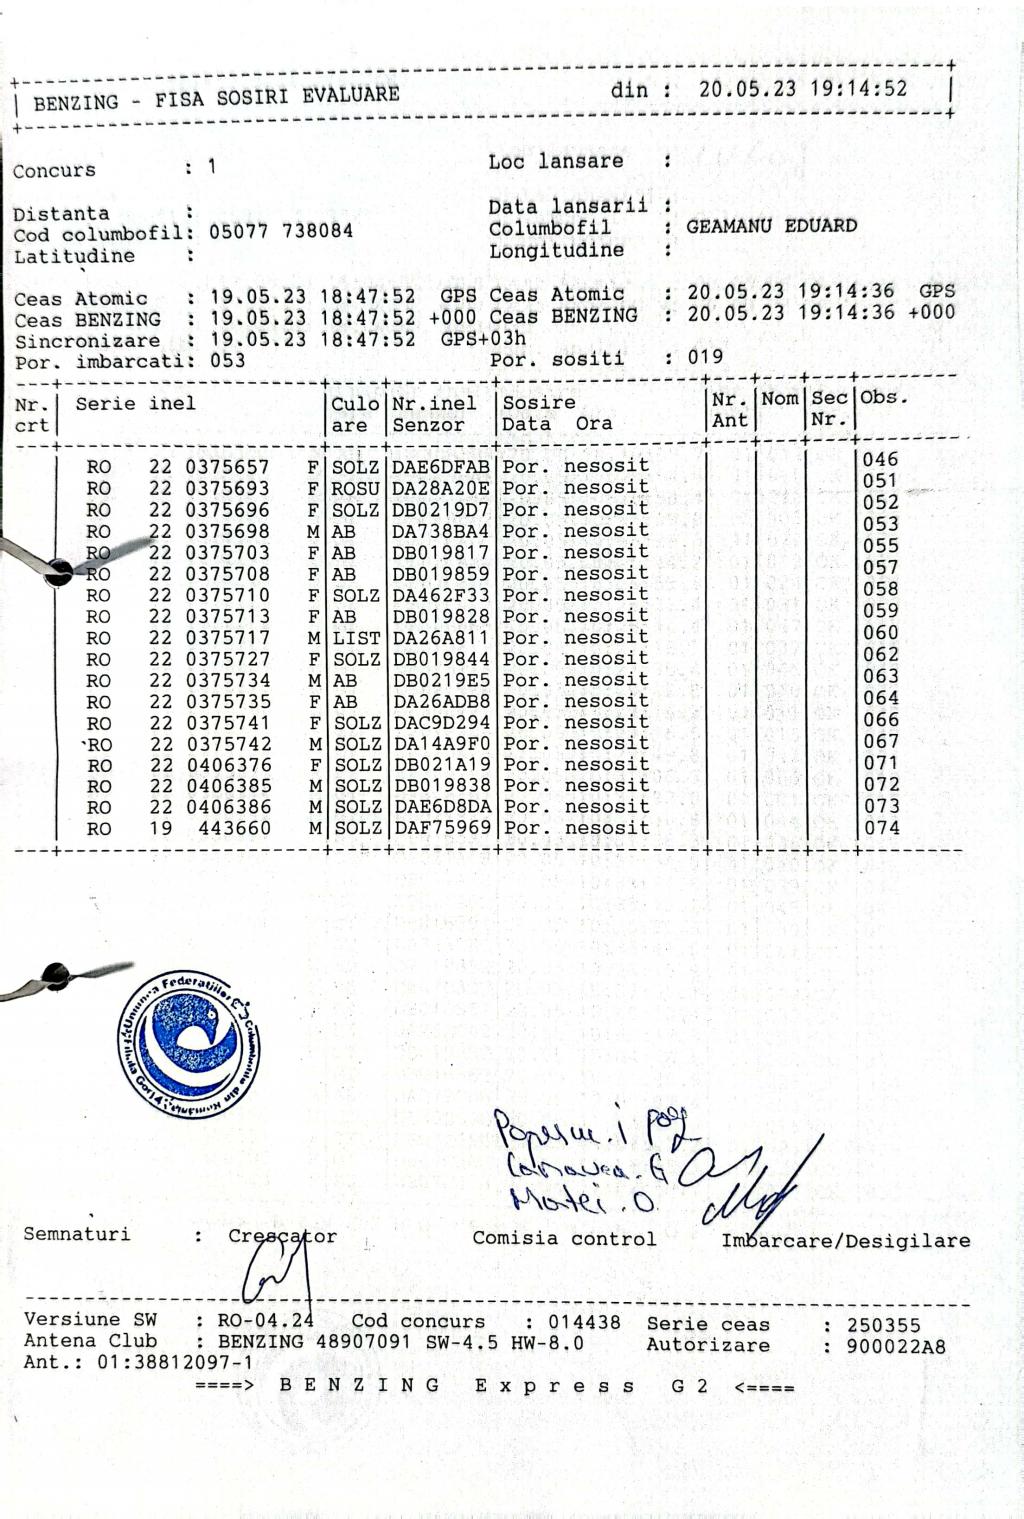 BENZING - FISA SOSIRI EVALUARE din : 20.05.23 19:14:52
Concurs : 1 Loc lansare :
Distanta : Data lansarii :
Cod columbofil: 05077 738084 Columbofil : GEAMANU EDUARD
Latitudine : Longitudine :
Ceas Atomic : 19.05.23 18:47:52 GPS Ceas Atomic : 20.05.23 19:14:36 GPS
Ceas BENZING : 19.05.23 18:47:52 +000 Ceas BENZING : 20.05.23 19:14:36 +000
Sincronizare : 19.05.23 18:47:52 GPS+03h
Por. imbarcati: 053 Por. sositi : 019
Nr. Serie inel Culo Nr.inel Sosire Nr. Nom Sec Obs.
crt are Senzor Data Ora Ant Nr.
RO 22 0375657 F SOLZ DAE6DFAB Por. nesosit 046
RO 22 0375693 F ROSU DA28A20E Por. nesosit 051
RO 22 0375696 F SOLZ DB0219D7 Por. nesosit 052
RO 22 0375698 M AB DA738BA4 Por. nesosit 053
RO 22 0375703 F AB DB019817 Por. nesosit 055
RO 22 0375708 F AB DB019859 Por. nesosit 057
RO 22 0375710 F SOLZ DA462F33 Por. nesosit 058
RO 22 0375713 F AB DB019828 Por. nesosit 059
RO 22 0375717 M LIST DA26A811 Por. nesosit 060
RO 22 0375727 F SOLZ DB019844 Por. nesosit 062
RO 22 0375734 M AB DB0219E5 Por. nesosit 063
RO 22 0375735 F AB DA26ADB8 Por. nesosit 064
RO 22 0375741 F SOLZ DAC9D294 Por. nesosit 066
RO 22 0375742 M SOLZ DA14A9F0 Por. nesosit 067
RO 22 0406376 F SOLZ DB021A19 Por. nesosit 071
RO 22 0406385 M SOLZ DB019838 Por. nesosit 072
RO 22 0406386 M SOLZ DAE6D8DA Por. nesosit 073
RO 19 443660 M SOLZ DAF75969 Por. nesosit 074
Uniunea Federatiilor Columbofile din Romania Gorj
Popescu. I
G
Matei. O
Semnaturi : Crescator Comisia control Imbarcare/Desigilare
Versiune SW : RO-04.24 Cod concurs : 014438 Serie ceas : 250355
Antena Club : BENZING 48907091 SW-4.5 HW-8.0 Autorizare : 900022A8
Ant.: 01:38812097-1
====> B E N Z I N G E x p r e s s G 2 <====